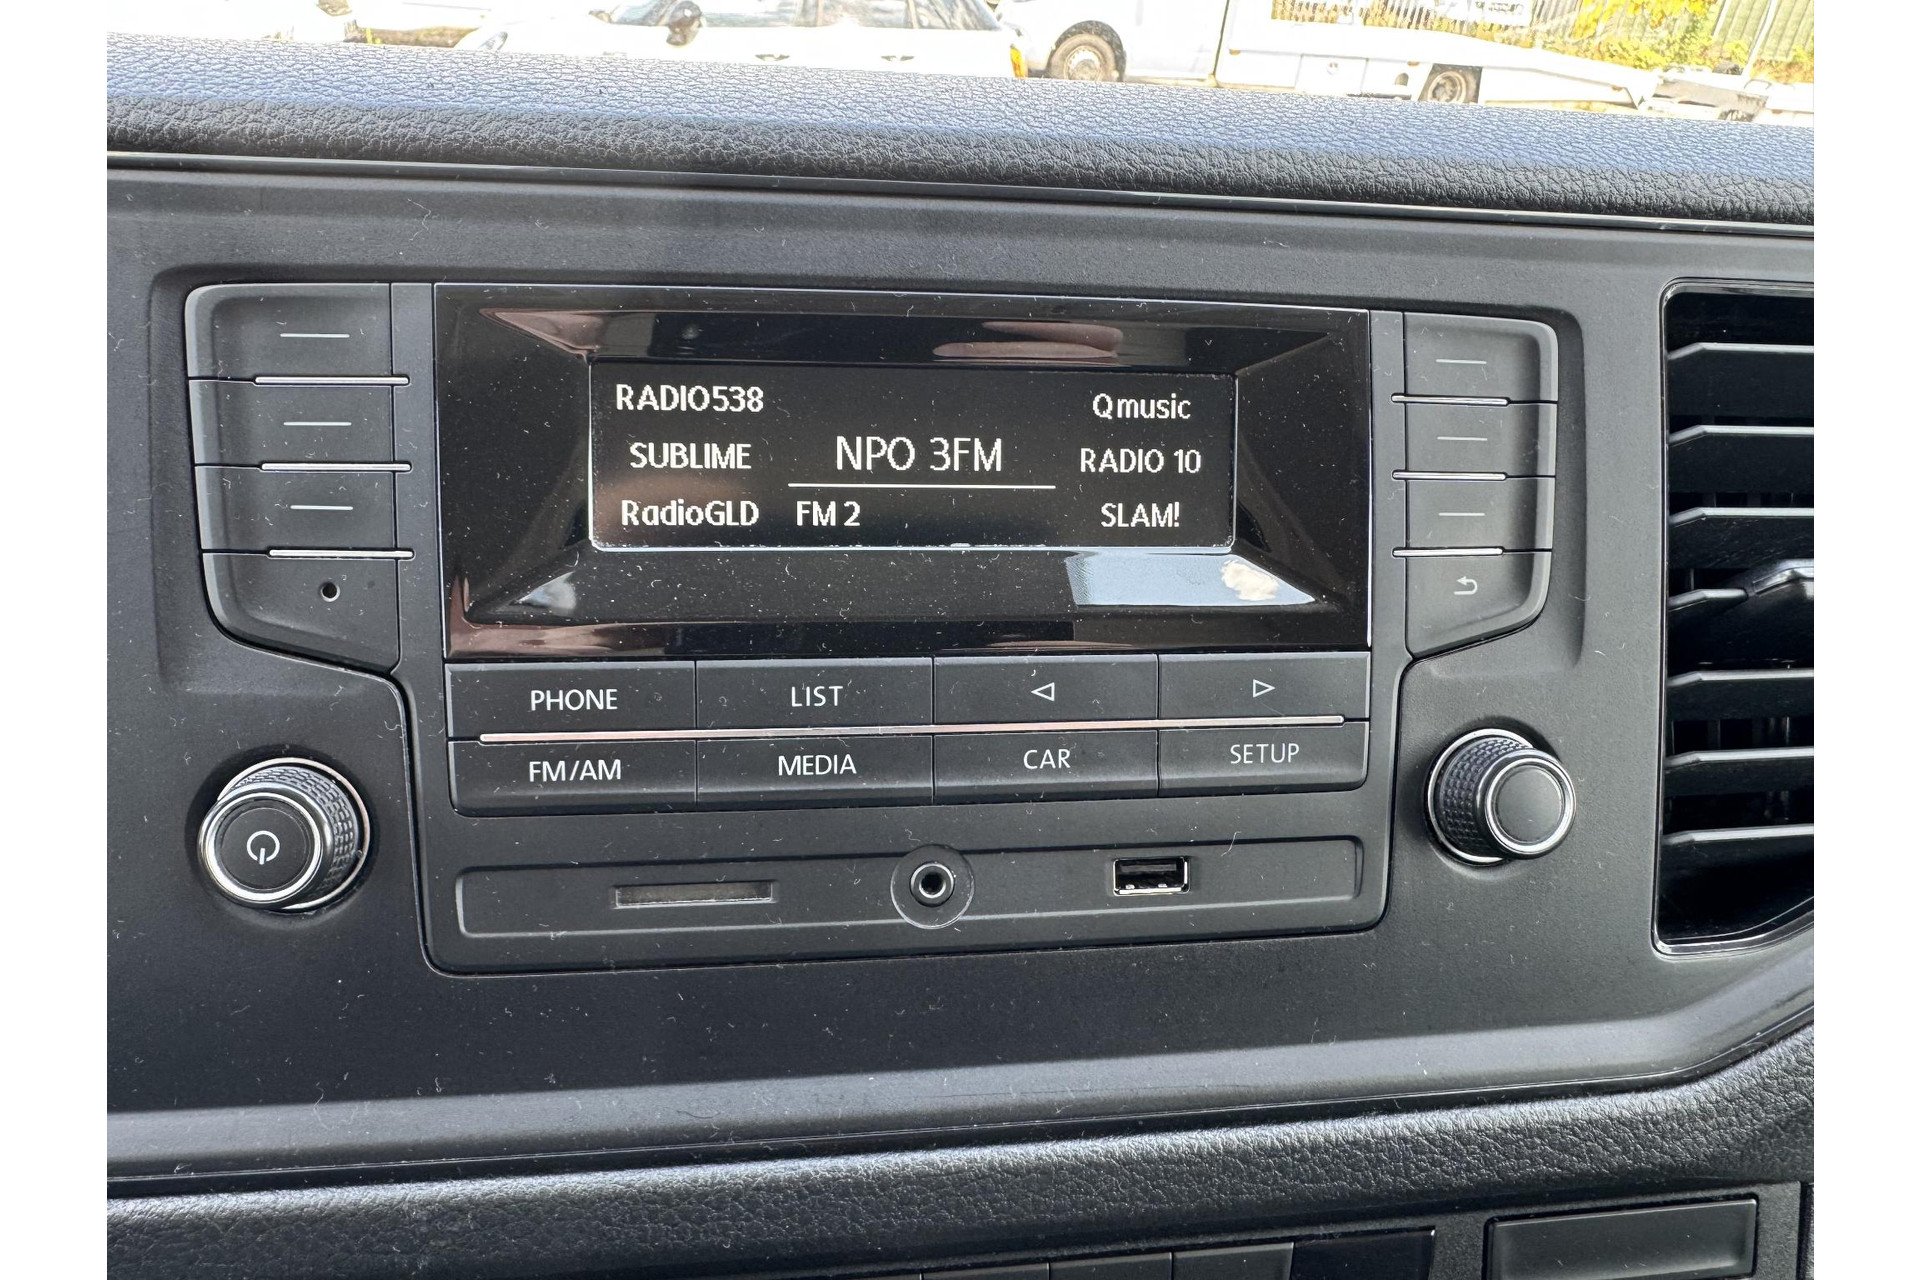 RADIO538 Qmusic
SUBLIME NPO 3FM RADIO 10
RadioGLD FM 2 SLAM!
PHONE LIST
FM/AM MEDIA CAR SETUP